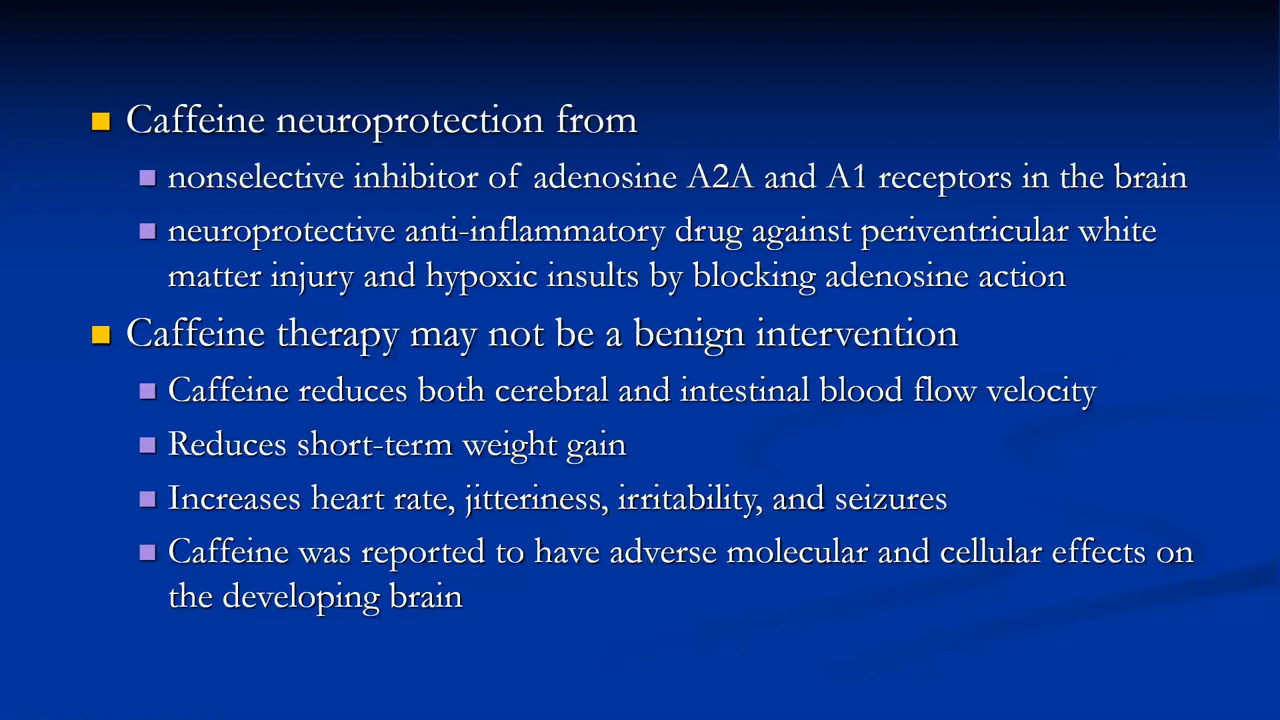 Caffeine neuroprotection from
nonselective inhibitor of adenosine A2A and A1 receptors in the brain
neuroprotective anti-inflammatory drug against periventricular white
matter injury and hypoxic insults by blocking adenosine action
Caffeine therapy may not be a benign intervention
Caffeine reduces both cerebral and intestinal blood flow velocity
Reduces short-term weight gain
Increases heart rate, jitteriness, irritability, and seizures
Caffeine was reported to have adverse molecular and cellular effects on
the developing brain